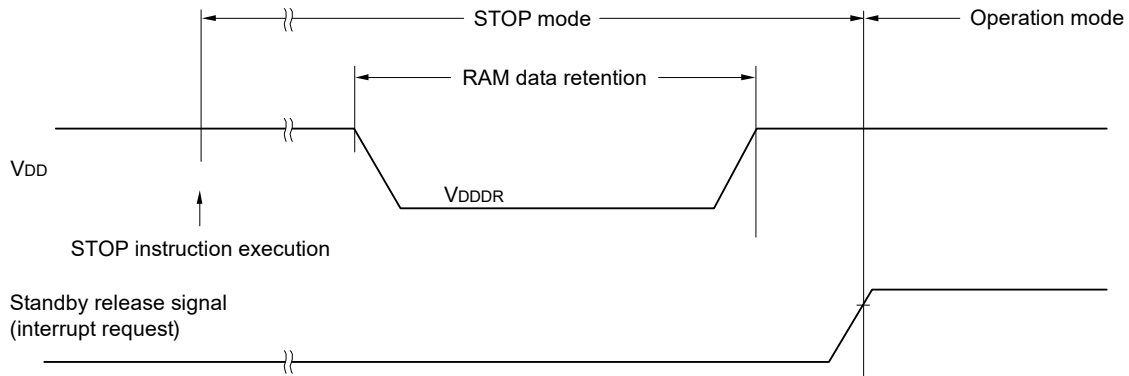 STOP mode
Operation mode
RAM data retention
VDD
VDDDR
STOP instruction execution
Standby release signal
(interrupt request)